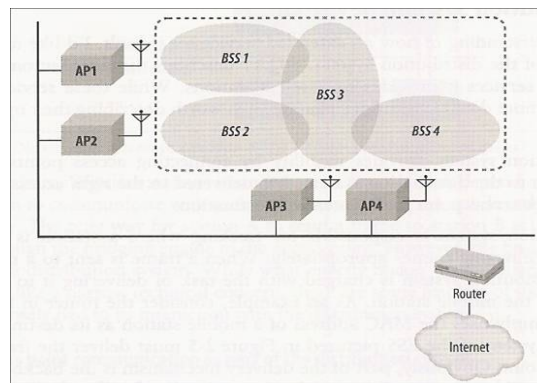 AP1
BSS 1
BSS 3
AP2
BSS 2
BSS 4
AP3
AP4
Router
Internet